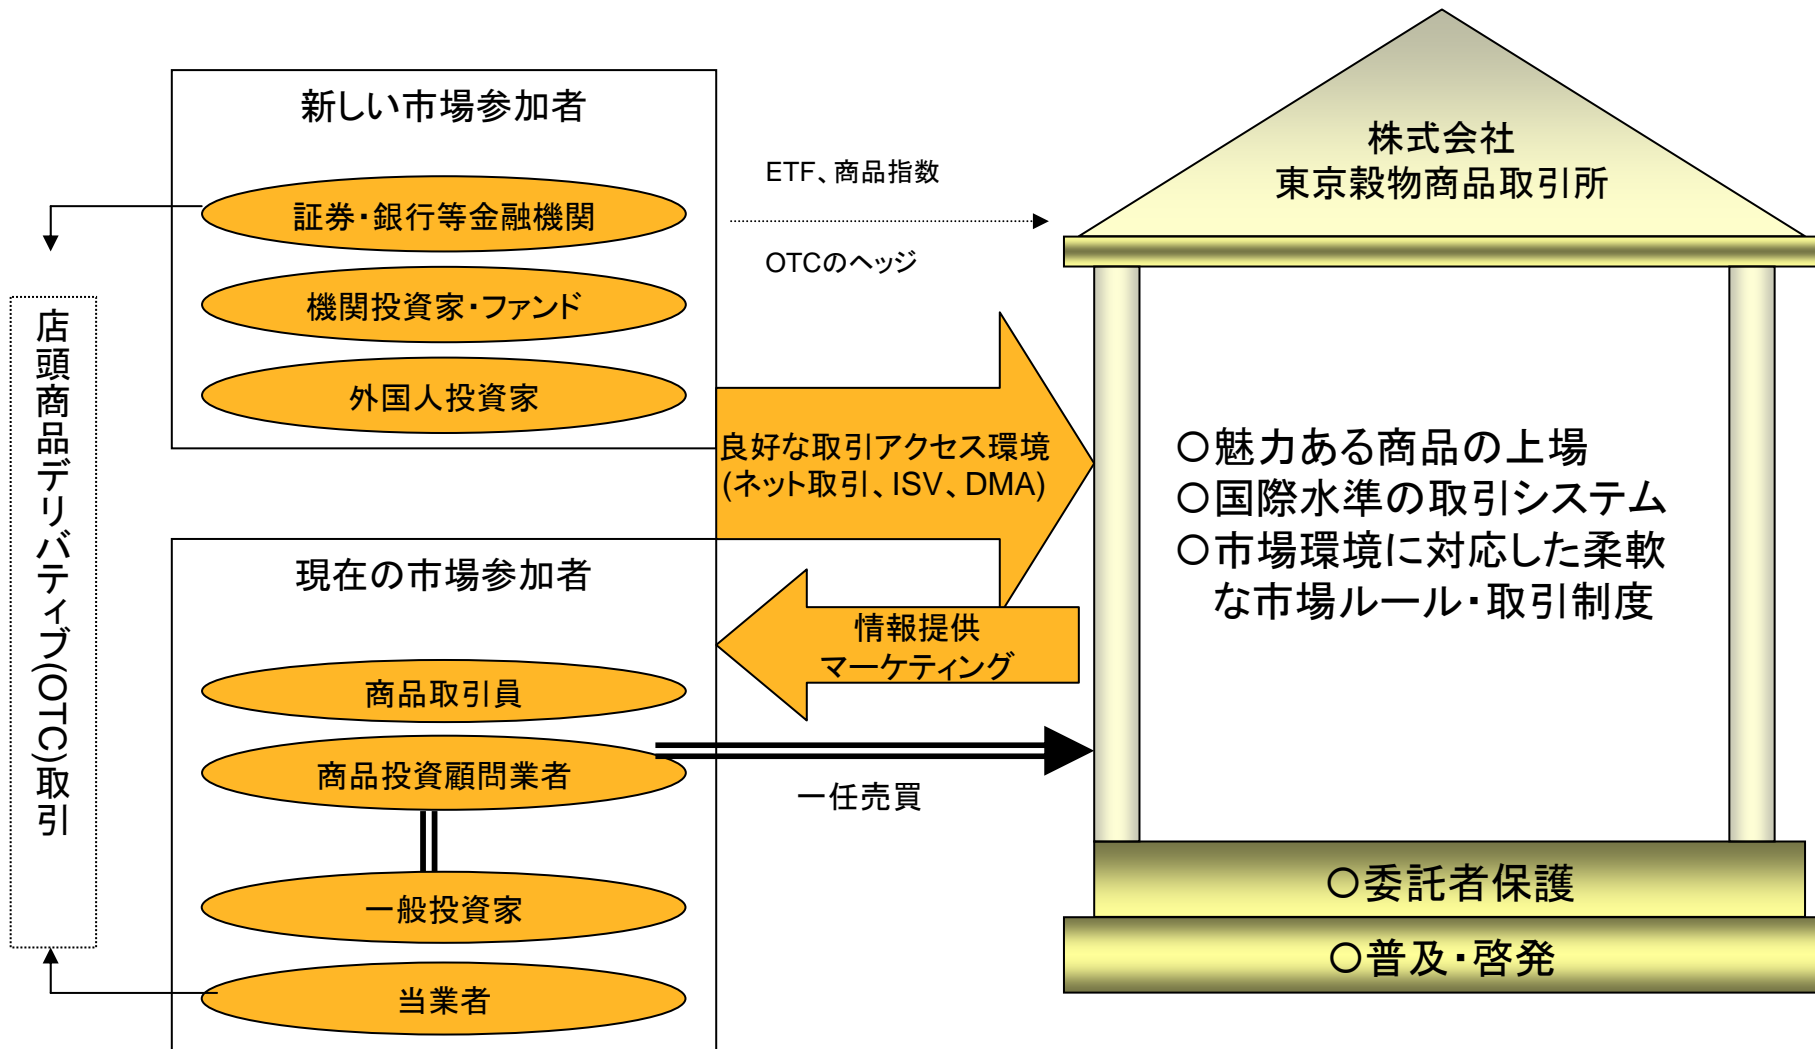 新しい市場参加者
証券・銀行等金融機関
機関投資家・ファンド
外国人投資家
店頭商品デリバティブ(OTC)取引
現在の市場参加者
商品取引員
商品投資顧問業者
一般投資家
当業者
ETF、商品指数
OTCのヘッジ
良好な取引アクセス環境
(ネット取引、ISV、DMA)
情報提供
マーケティング
一任売買
株式会社
東京穀物商品取引所
○魅力ある商品の上場
○国際水準の取引システム
○市場環境に対応した柔軟
な市場ルール・取引制度
○委託者保護
○普及・啓発